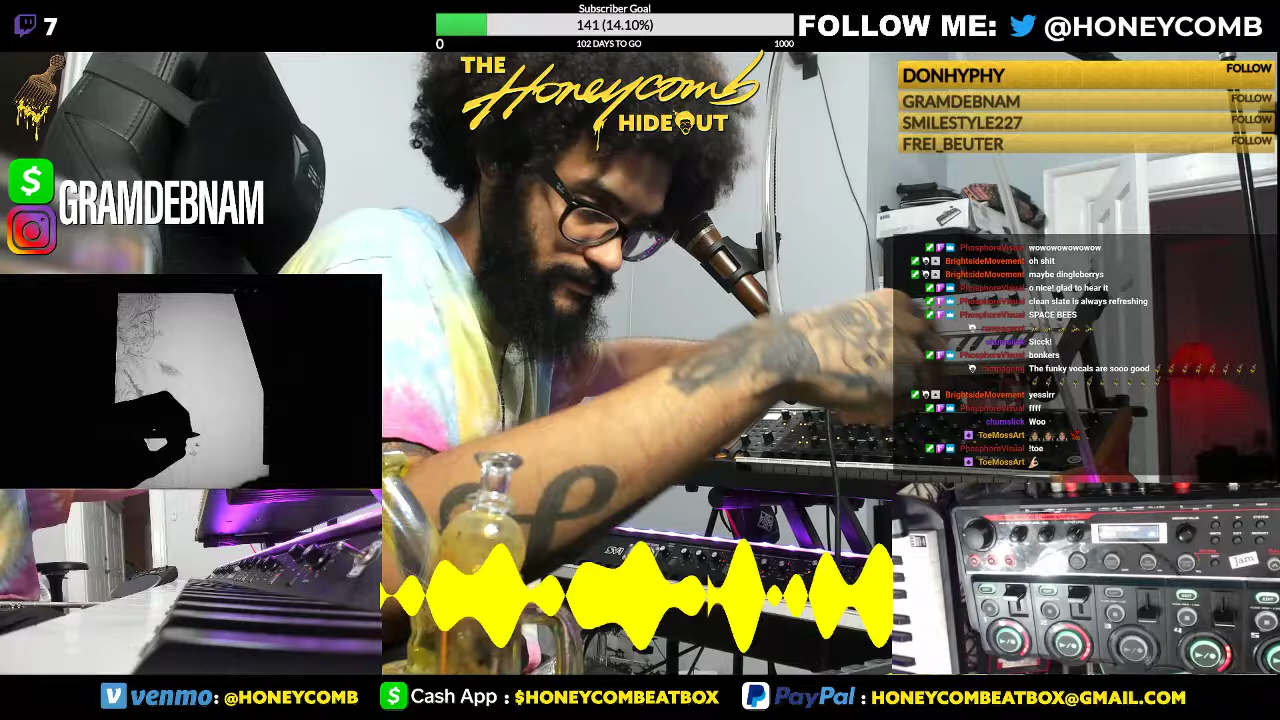 7
Subscriber Goal
141 (14.10%)
0
102 DAYS TO GO
1000
FOLLOW ME: @HONEYCOMB
THE
Honeycomb
HIDEOUT
DONHYPHY FOLLOW
GRAMDEBNAM FOLLOW
SMILESTYLE227 FOLLOW
FREI_BEUTER FOLLOW
$ GRAMDEBNAM
PhosphoreVisual wowowowowowow
BrightsideMovement oh shit
BrightsideMovement maybe dingleberrys
PhosphoreVisual o nice! glad to hear it
PhosphoreVisual clean slate is always refreshing
PhosphoreVisual SPACE BEES
chumslick Sicck!
PhosphoreVisual bonkers
The funky vocals are sooo good
BrightsideMovement yessirr
PhosphoreVisual ffff
chumslick Woo
ToeMossArt
PhosphoreVisual !toe
ToeMossArt
Jam
venmo: @HONEYCOMB
$ Cash App : $HONEYCOMBEATBOX
PayPal : HONEYCOMBEATBOX@GMAIL.COM